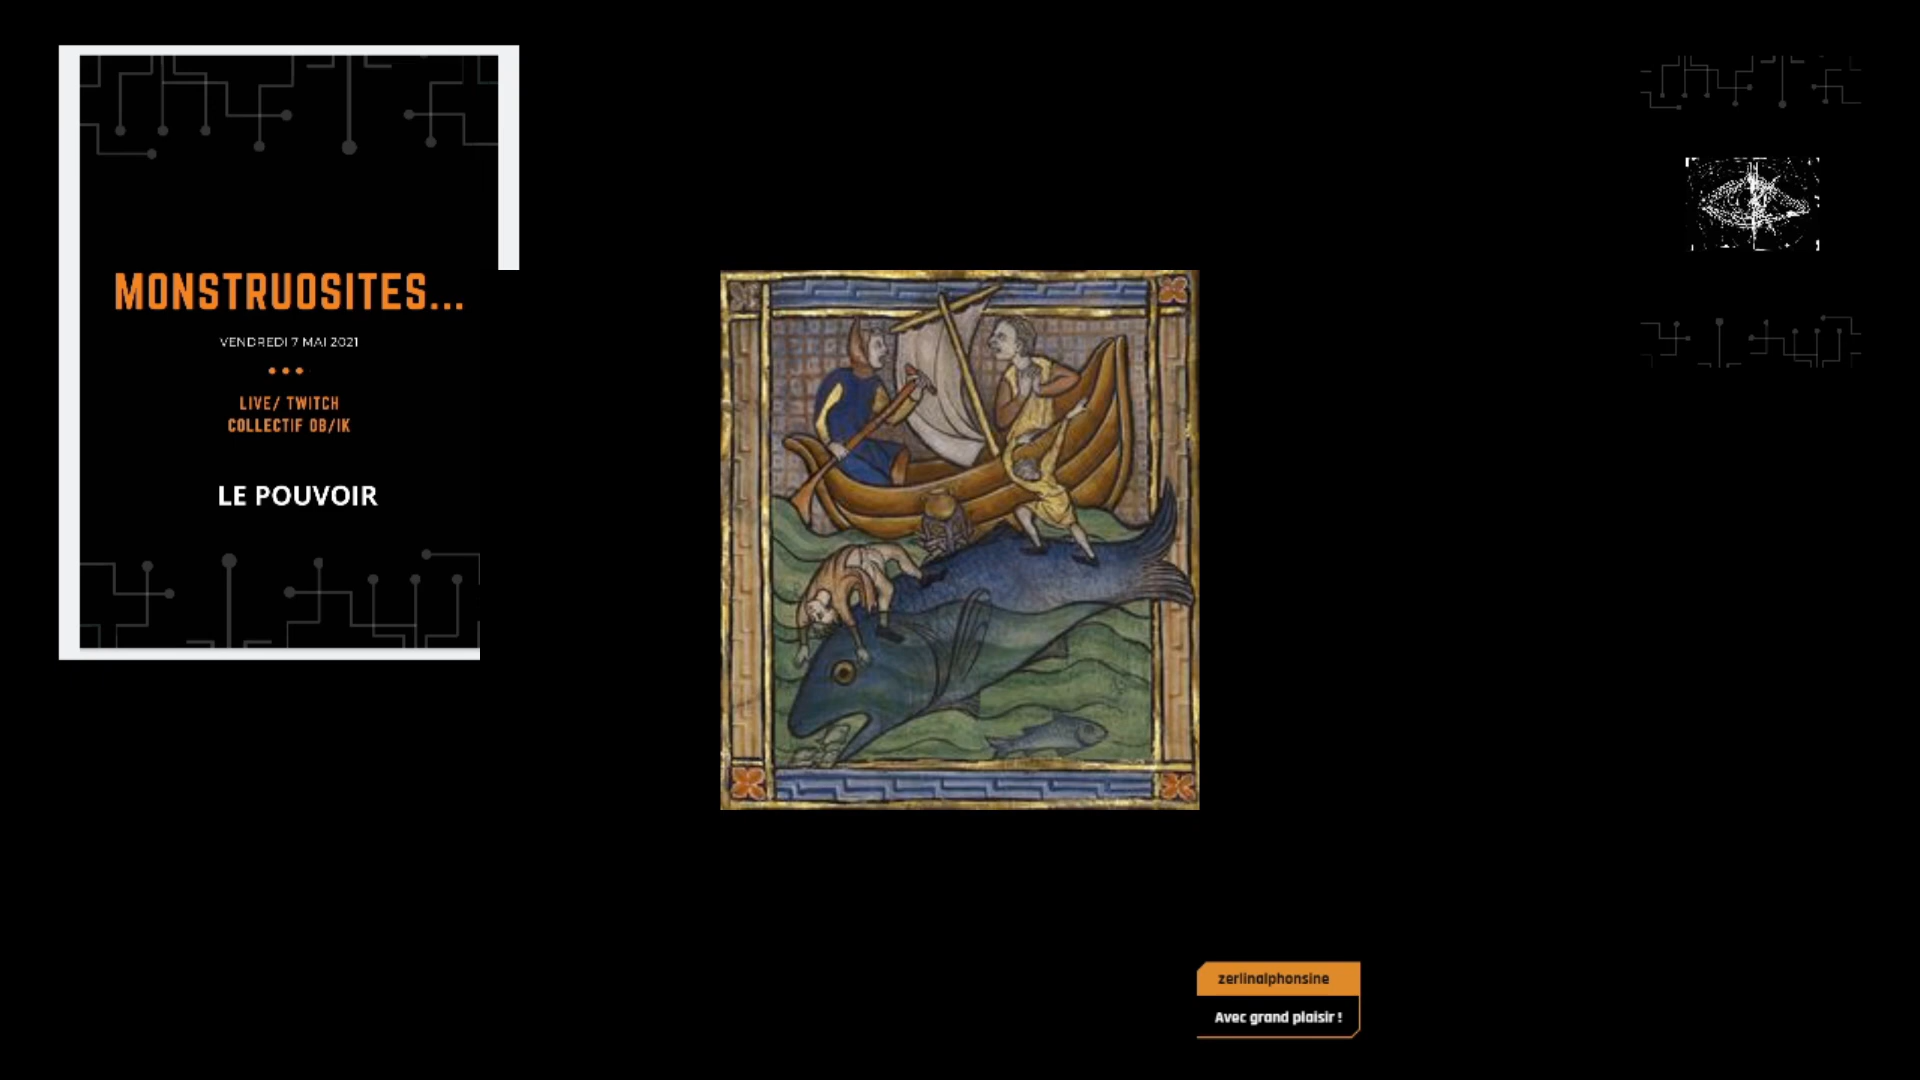 MONSTRUOSITES...
VENDREDI 7 MAI 2021
LIVE/ TWITCH
COLLECTIF OB/IK
LE POUVOIR
zerlinalphonsine
Avec grand plaisir !